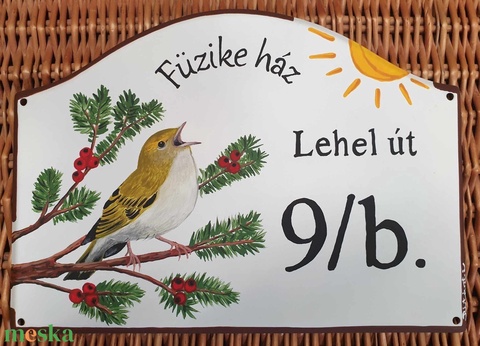 Füzike ház
Lehel út
9/b.
meska